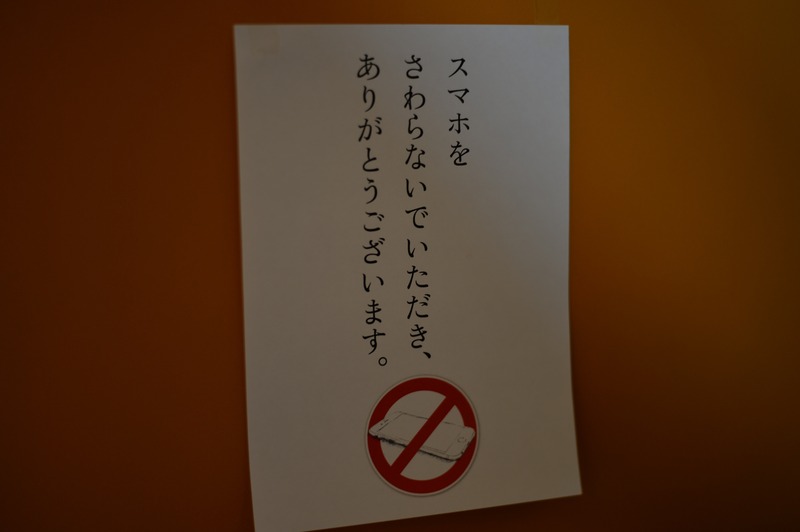 スマホを
さわらないでいただき、
ありがとうございます。